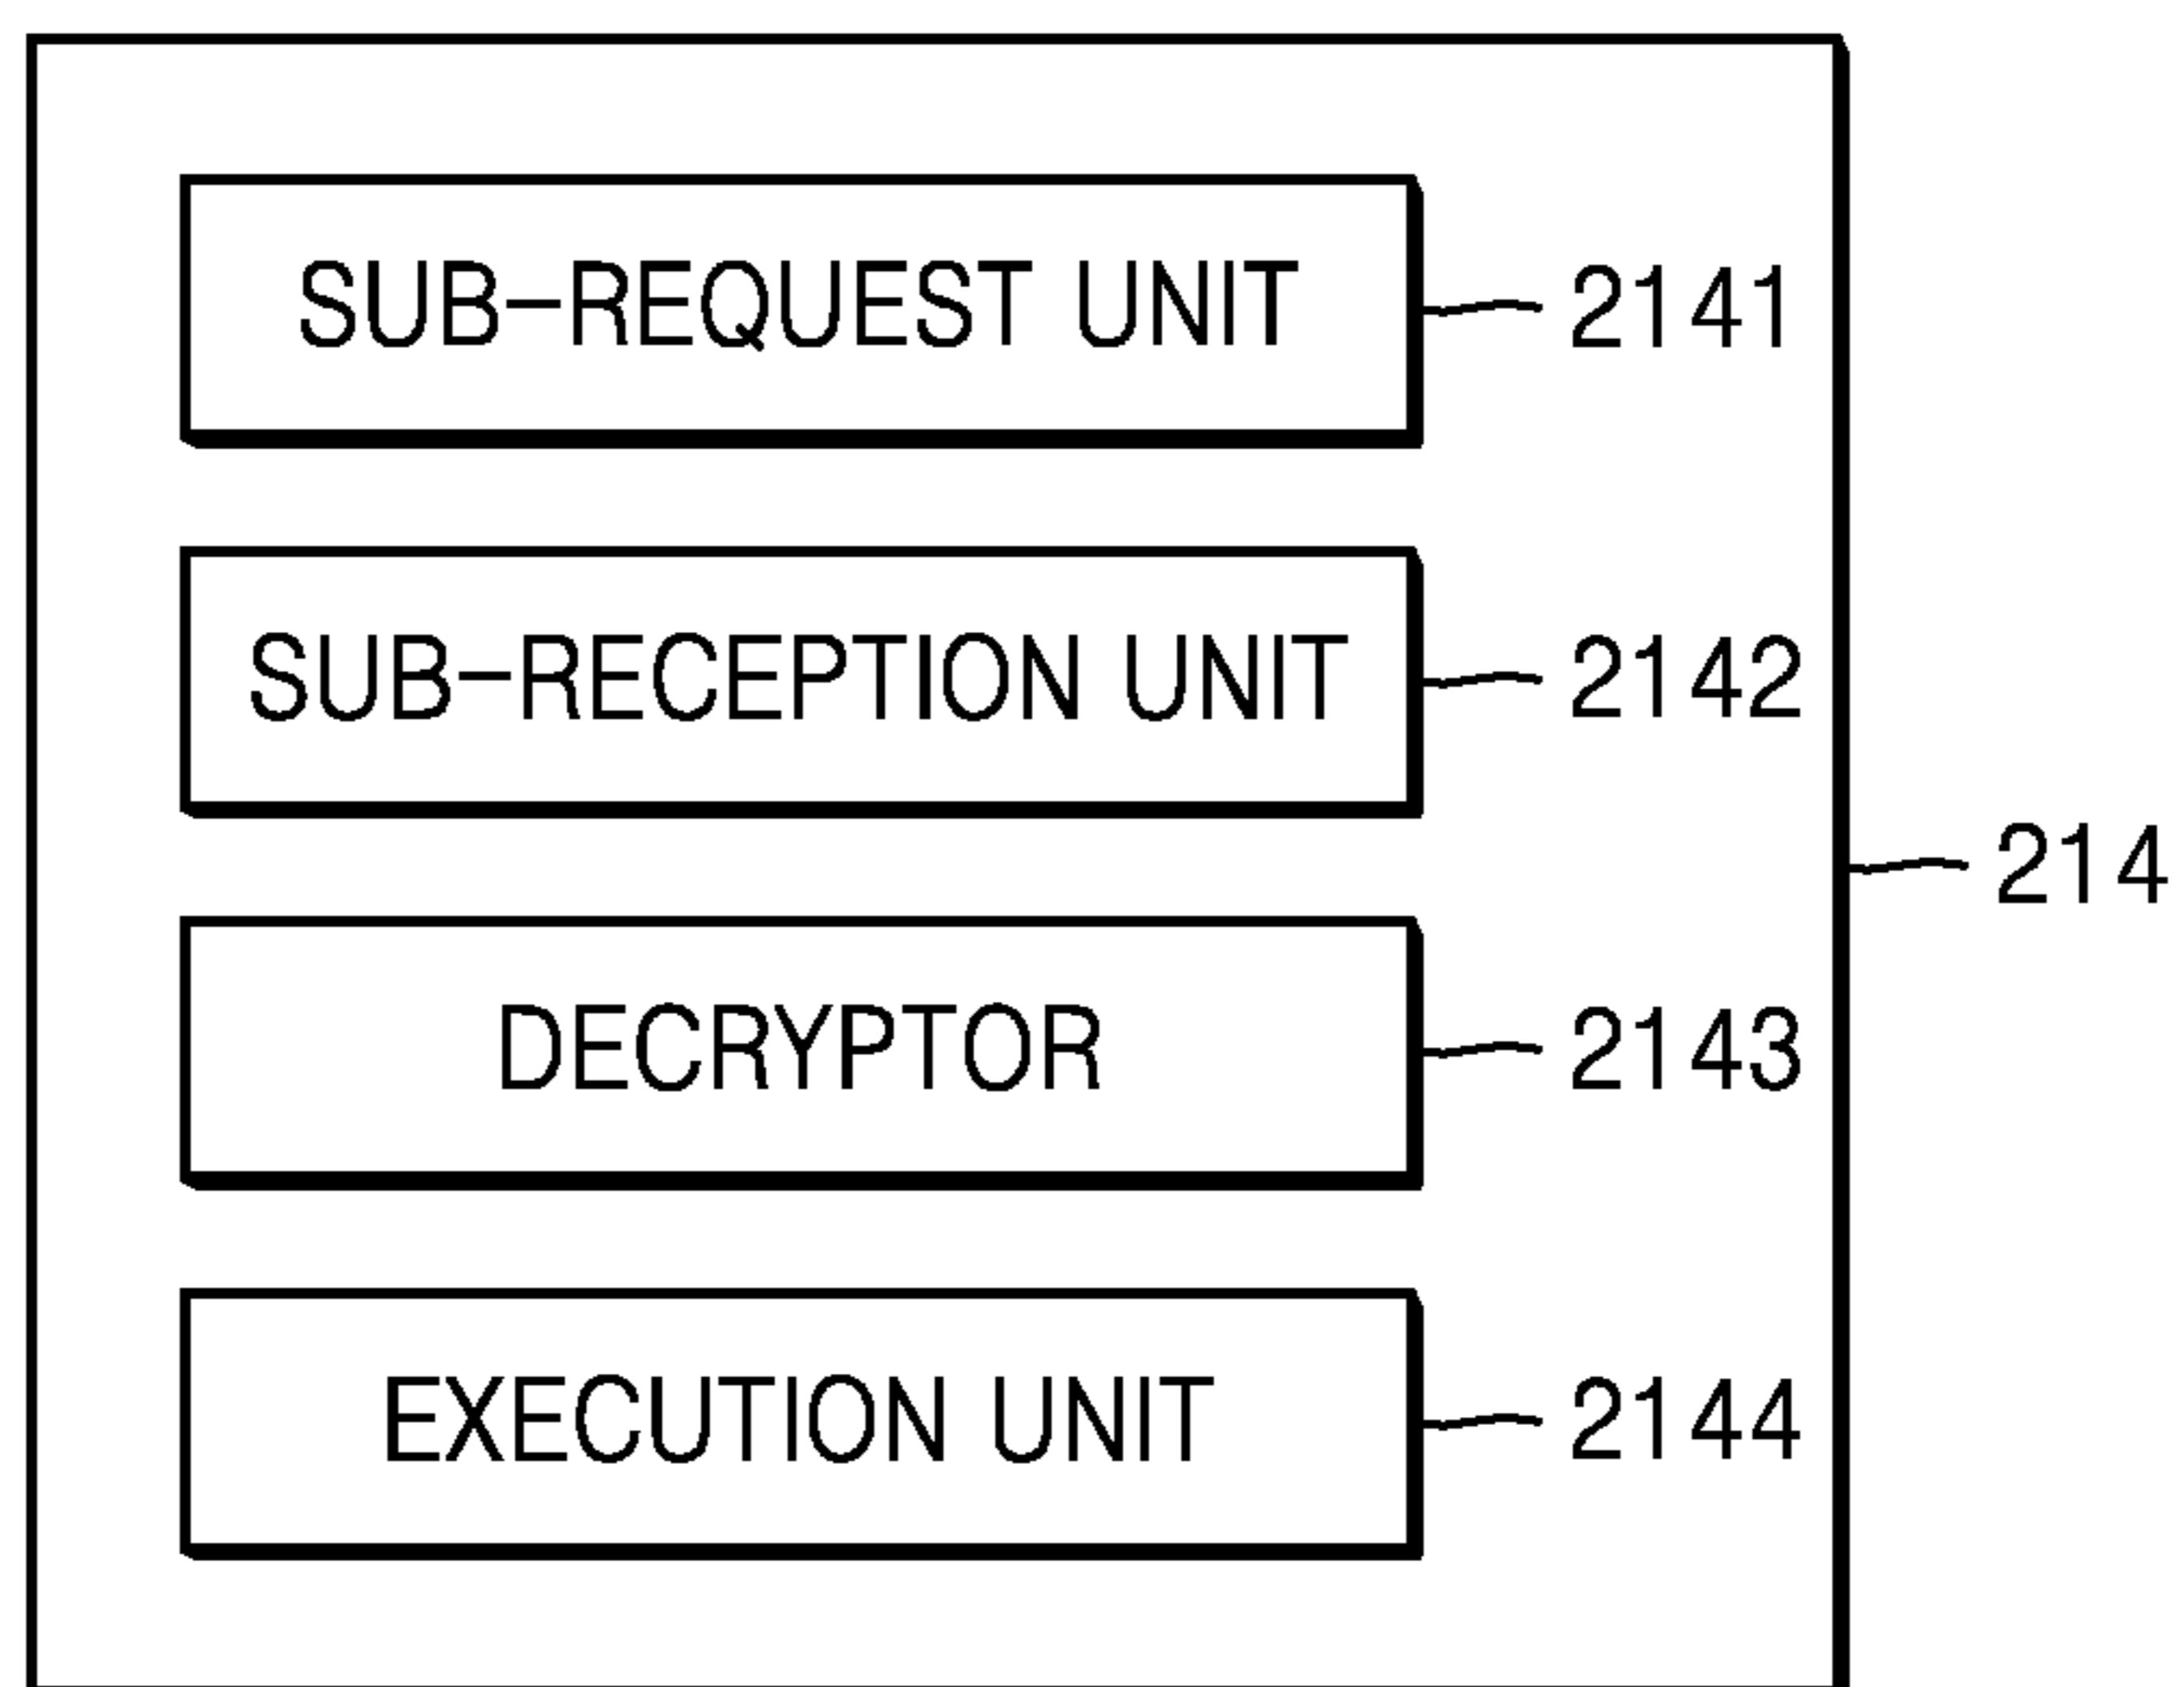 SUB-REQUEST UNIT 2141
SUB-RECEPTION UNIT 2142
214
DECRYPTOR 2143
EXECUTION UNIT 2144